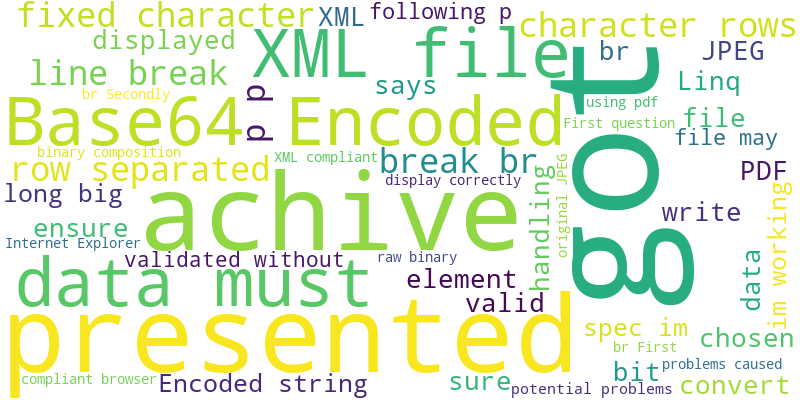 fixed character
XML
following p
character rows
displayed
XML file
br
JPEG
line break
says
Linq
br Secondly
p p
using pdf
Base64 Encoded
got
First question
file
file may
binary composition
XML compliant
break br
row separated
original JPEG
PDF
long big
display correctly
achive
handling
write
im working
ensure
Internet Explorer
validated without
raw binary
data must
element
data
valid
presented
spec im
chosen
br First
compliant browser
Encoded string
sure
bit
problems caused
potential problems
convert